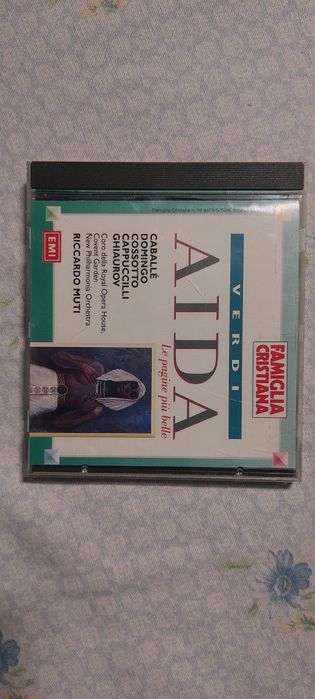 FAMIGLIA
CRISTIANA
VERDI
AIDA
Le pagine più belle
CABALLÉ
DOMINGO
COSSOTTO
CAPPUCCILLI
GHIAUROV
Coro della Royal Opera House,
Covent Garden
New Philharmonia Orchestra
RICCARDO MUTI
EMI